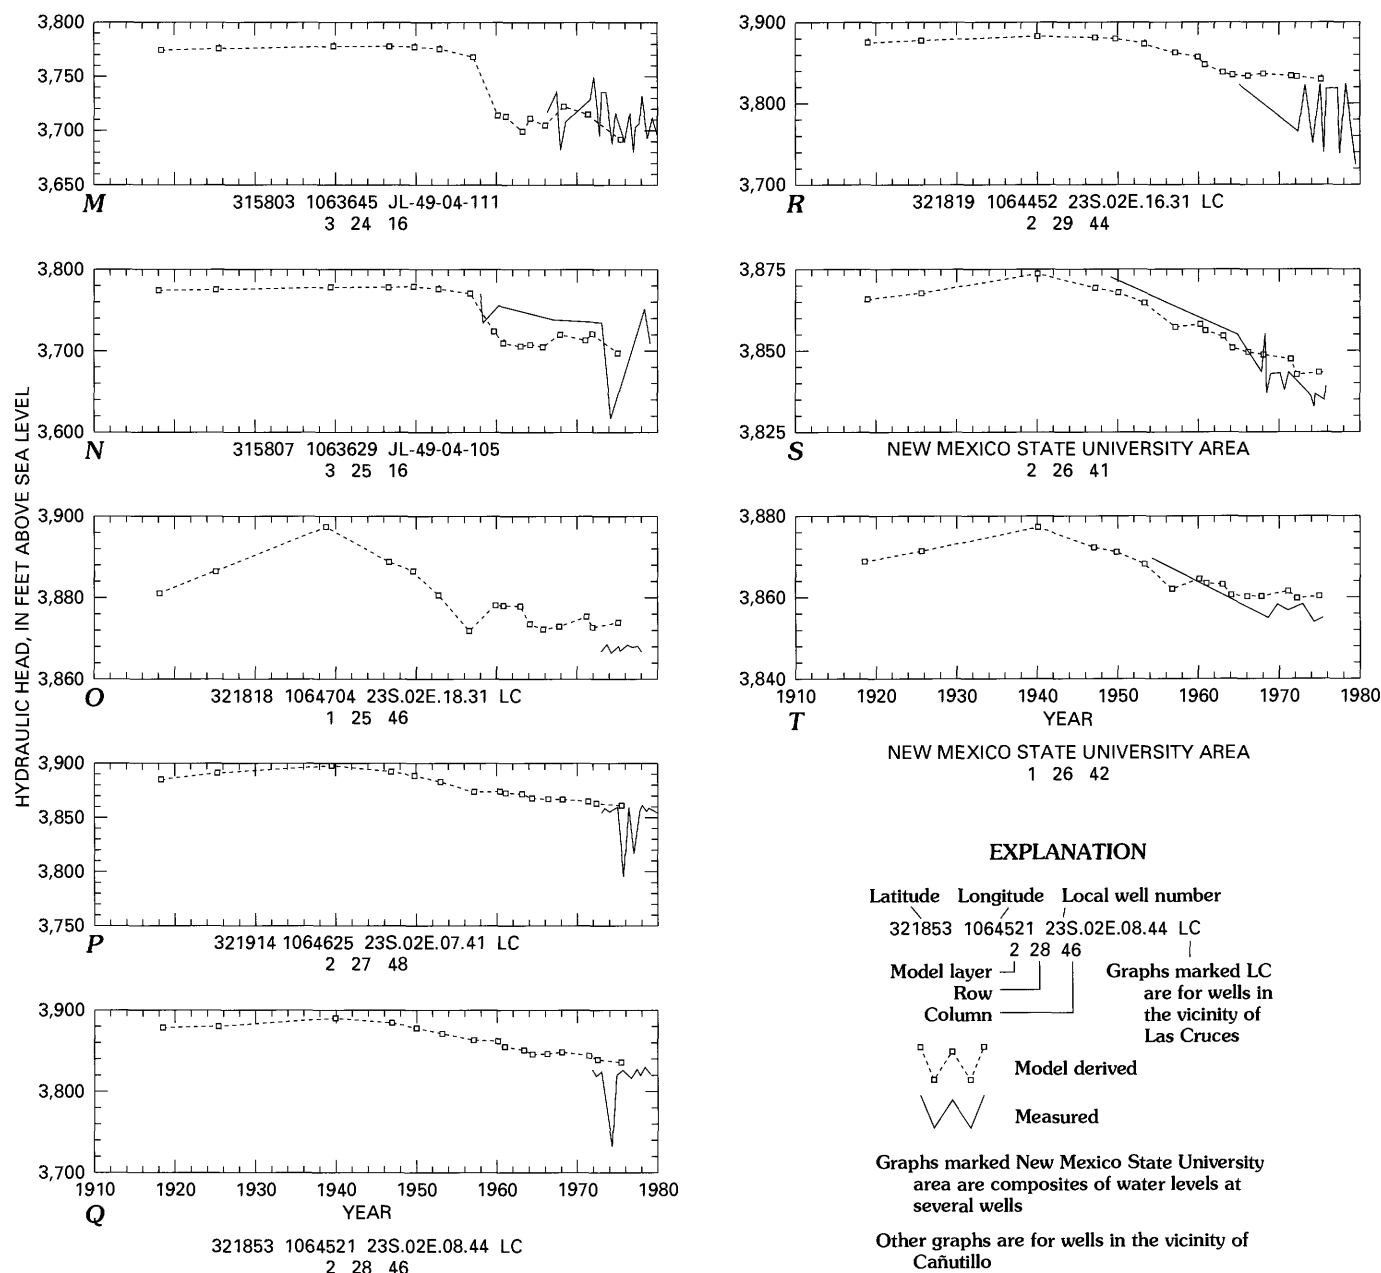 HYDRAULIC HEAD, IN FEET ABOVE SEA LEVEL
3,800
3,750
3,700
3,650
M
315803 1063645 JL-49-04-111
3 24 16
3,800
3,700
3,600
N
315807 1063629 JL-49-04-105
3 25 16
3,900
3,880
3,860
O
321818 1064704 23S.02E.18.31 LC
1 25 46
3,900
3,850
3,800
3,750
P
321914 1064625 23S.02E.07.41 LC
2 27 48
3,900
3,800
3,700
1910 1920 1930 1940 1950 1960 1970 1980
Q
YEAR
321853 1064521 23S.02E.08.44 LC
2 28 46
3,900
3,800
3,700
R
321819 1064452 23S.02E.16.31 LC
2 29 44
3,875
3,850
3,825
S
NEW MEXICO STATE UNIVERSITY AREA
2 26 41
3,880
3,860
3,840
1910 1920 1930 1940 1950 1960 1970 1980
T
YEAR
NEW MEXICO STATE UNIVERSITY AREA
1 26 42
EXPLANATION
Latitude Longitude Local well number
321853 1064521 23S.02E.08.44 LC
2 28 46
Model layer
Row
Column
Graphs marked LC
are for wells in
the vicinity of
Las Cruces
Model derived
Measured
Graphs marked New Mexico State University
area are composites of water levels at
several wells
Other graphs are for wells in the vicinity of
Cañutillo